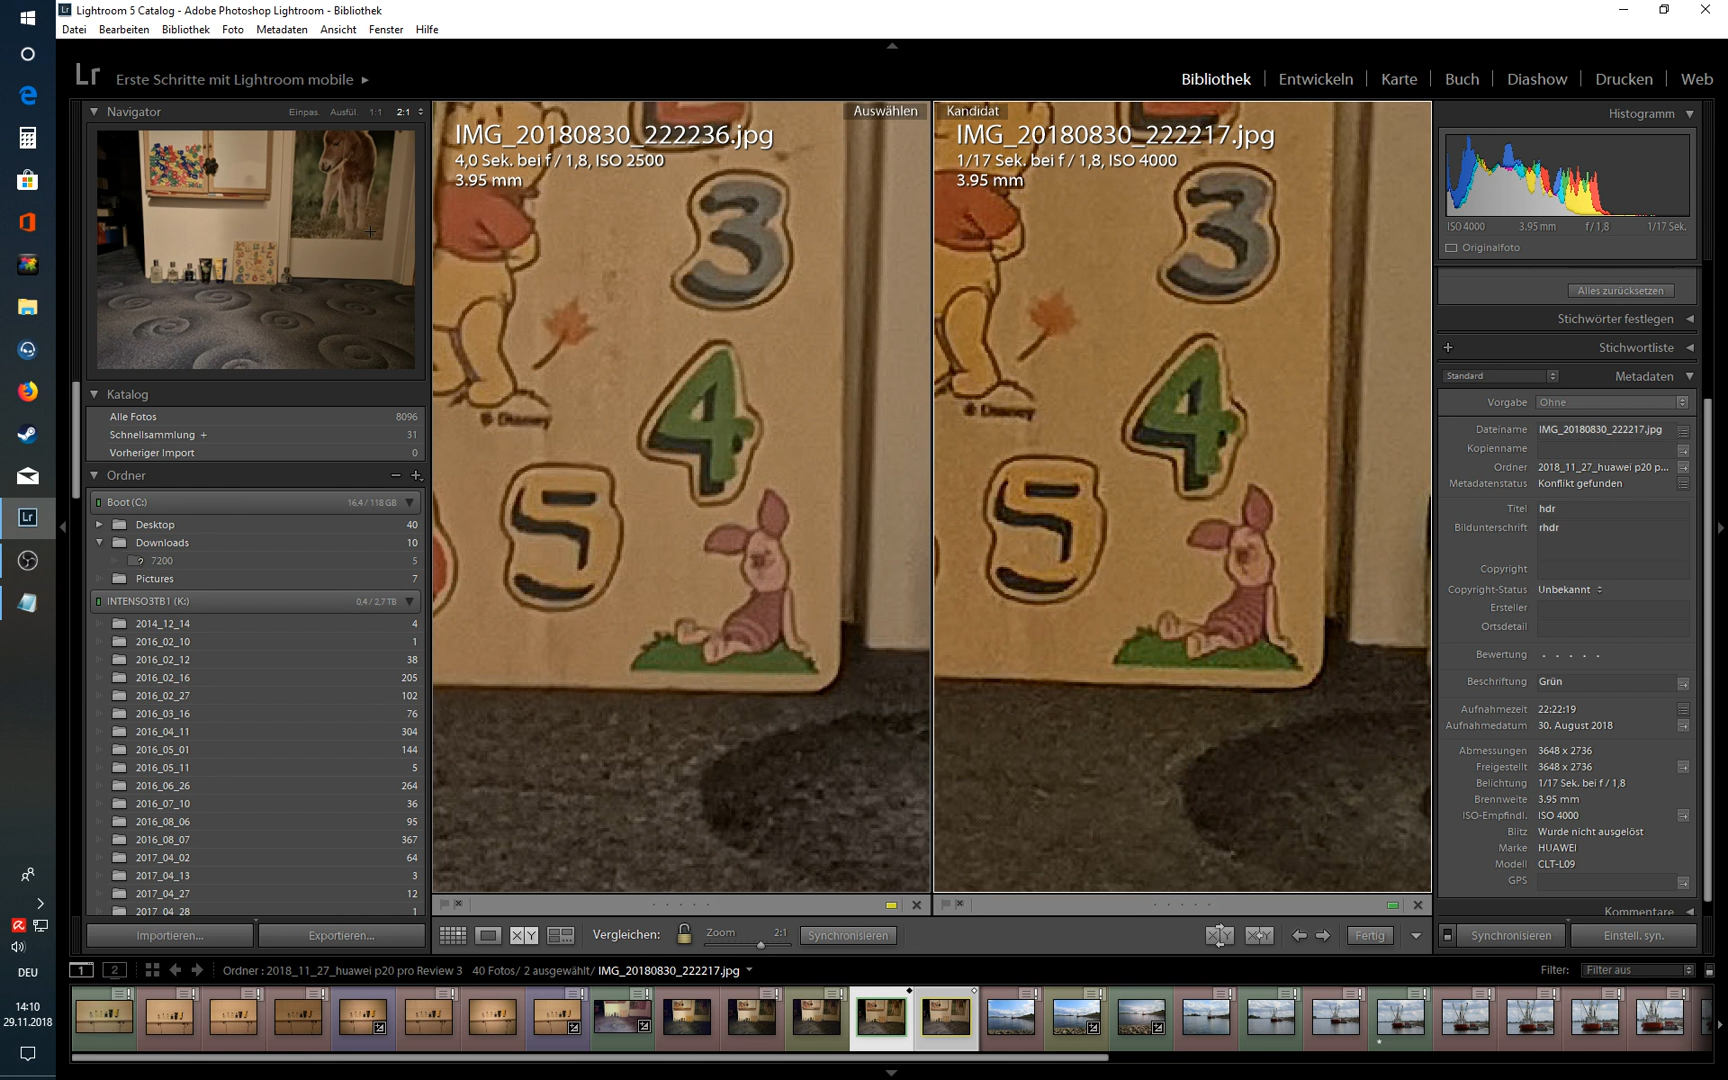 Lightroom 5 Catalog - Adobe Photoshop Lightroom - Bibliothek
Datei Bearbeiten Bibliothek Foto Metadaten Ansicht Fenster Hilfe
Lr Erste Schritte mit Lightroom mobile
Bibliothek Entwickeln Karte Buch Diashow Drucken Web
Navigator Einpas. Ausfül. 1:1 2:1
Katalog
Alle Fotos 8096
Schnellsammlung + 31
Vorheriger Import 0
Ordner
Boot (C:) 16,4 / 118 GB
Desktop 40
Downloads 10
? 7200 5
Pictures 7
INTENSO3TB1 (K:) 0,4 / 2,7 TB
2014_12_14 4
2016_02_10 1
2016_02_12 38
2016_02_16 205
2016_02_27 102
2016_03_16 76
2016_04_11 304
2016_05_01 144
2016_05_11 5
2016_06_26 264
2016_07_10 36
2016_08_06 95
2016_08_07 367
2017_04_02 64
2017_04_13 3
2017_04_27 12
2017_04_28 1
Importieren... Exportieren...
Auswählen
IMG_20180830_222236.jpg
4,0 Sek. bei f / 1,8, ISO 2500
3.95 mm
3
4
5
© Disney
Kandidat
IMG_20180830_222217.jpg
1/17 Sek. bei f / 1,8, ISO 4000
3.95 mm
3
4
5
© Disney
Histogramm
ISO 4000 3.95 mm f / 1,8 1/17 Sek.
Originalfoto
Alles zurücksetzen
Stichwörter festlegen
+ Stichwortliste
Standard Metadaten
Vorgabe Ohne
Dateiname IMG_20180830_222217.jpg
Kopienname
Ordner 2018_11_27_huawei p20 p...
Metadatenstatus Konflikt gefunden
Titel hdr
Bildunterschrift rhdr
Copyright
Copyright-Status Unbekannt
Ersteller
Ortsdetail
Bewertung
Beschriftung Grün
Aufnahmezeit 22:22:19
Aufnahmedatum 30. August 2018
Abmessungen 3648 x 2736
Freigestellt 3648 x 2736
Belichtung 1/17 Sek. bei f / 1,8
Brennweite 3.95 mm
ISO-Empfindl. ISO 4000
Blitz Wurde nicht ausgelöst
Marke HUAWEI
Modell CLT-L09
GPS
Kommentare
Synchronisieren Einstell. syn.
XY Vergleichen: Zoom 2:1 Synchronisieren
Fertig
1 2 Ordner : 2018_11_27_huawei p20 pro Review 3 40 Fotos/ 2 ausgewählt/ IMG_20180830_222217.jpg
Filter: Filter aus
Lr
DEU
14:10
29.11.2018